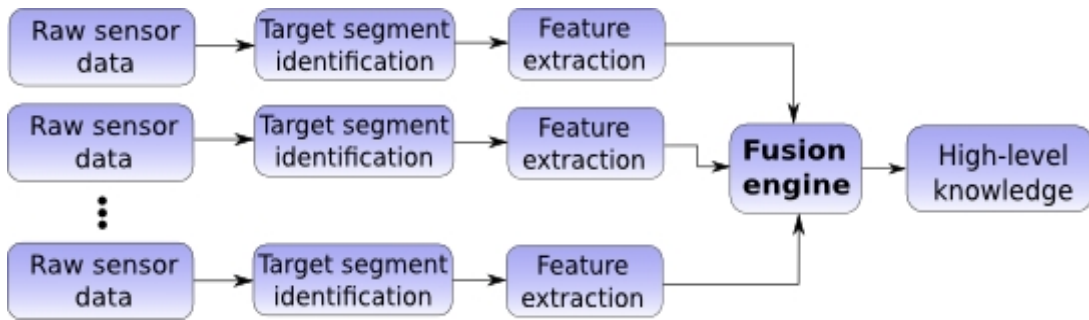 Raw sensor
data
Target segment
identification
Feature
extraction
Raw sensor
data
Target segment
identification
Feature
extraction
Fusion
engine
High-level
knowledge
Raw sensor
data
Target segment
identification
Feature
extraction